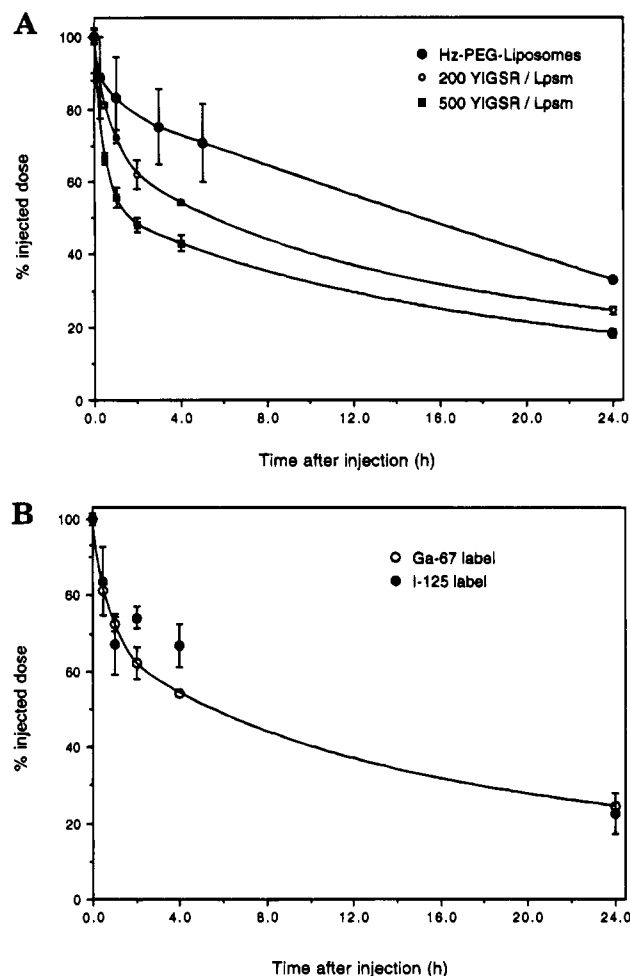 A
100
80
60
40
20
0
% injected dose
Hz-PEG-Liposomes
200 YIGSR / Lpsm
500 YIGSR / Lpsm
0.0 4.0 8.0 12.0 16.0 20.0 24.0
Time after injection (h)
B
100
80
60
40
20
0
% injected dose
Ga-67 label
I-125 label
0.0 4.0 8.0 12.0 16.0 20.0 24.0
Time after injection (h)